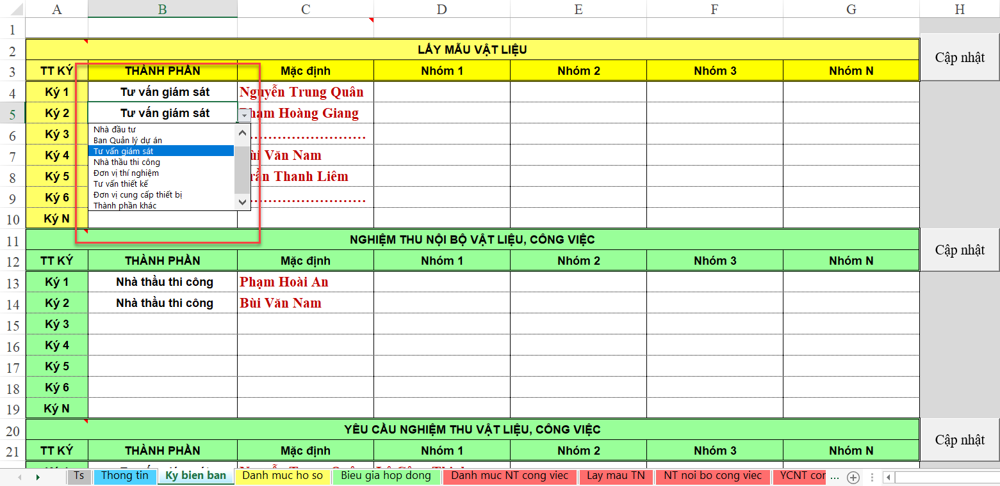 A B C D E F G H
1
2 LẤY MẪU VẬT LIỆU
Cập nhật
3 TT KÝ THÀNH PHẦN Mặc định Nhóm 1 Nhóm 2 Nhóm 3 Nhóm N
4 Ký 1 Tư vấn giám sát Nguyễn Trung Quân
5 Ký 2 Tư vấn giám sát Hoàng Giang
6 Ký 3 ..........................
7 Ký 4 Văn Nam
8 Ký 5 Thanh Liêm
9 Ký 6 ..........................
10 Ký N
Nhà đầu tư
Ban Quản lý dự án
Tư vấn giám sát
Nhà thầu thi công
Đơn vị thí nghiệm
Tư vấn thiết kế
Đơn vị cung cấp thiết bị
Thành phần khác
11 NGHIỆM THU NỘI BỘ VẬT LIỆU, CÔNG VIỆC
Cập nhật
12 TT KÝ THÀNH PHẦN Mặc định Nhóm 1 Nhóm 2 Nhóm 3 Nhóm N
13 Ký 1 Nhà thầu thi công Phạm Hoài An
14 Ký 2 Nhà thầu thi công Bùi Văn Nam
15 Ký 3
16 Ký 4
17 Ký 5
18 Ký 6
19 Ký N
20 YÊU CẦU NGHIỆM THU VẬT LIỆU, CÔNG VIỆC
Cập nhật
21 TT KÝ THÀNH PHẦN Mặc định Nhóm 1 Nhóm 2 Nhóm 3 Nhóm N
Ts Thong tin Ky bien ban Danh muc ho so Bieu gia hop dong Danh muc NT cong viec Lay mau TN NT noi bo cong viec YCNT cor ...